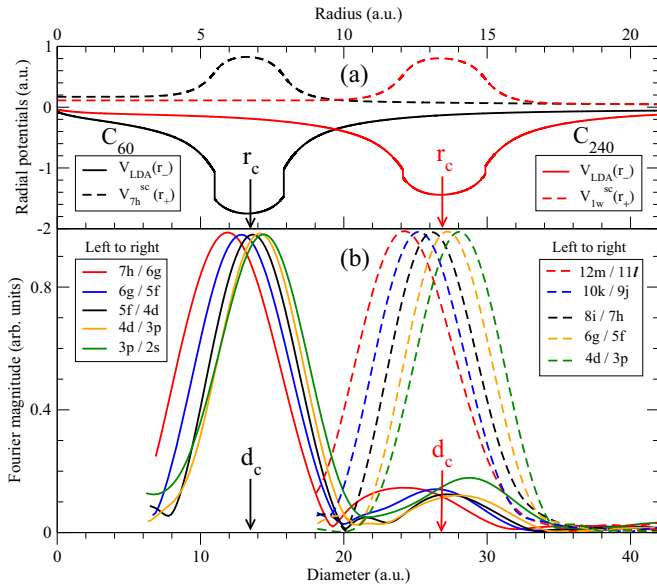 Radius (a.u.)
0 5 10 15 20
Radial potentials (a.u.)
1
0
-1
-2
(a)
C60
C240
rc
rc
VLDA(r-)
V7hsc(r+)
VLDA(r-)
V1wsc(r+)
(b)
Fourier magnitude (arb. units)
0.8
0.4
0
Left to right
7h / 6g
6g / 5f
5f / 4d
4d / 3p
3p / 2s
Left to right
12m / 11l
10k / 9j
8i / 7h
6g / 5f
4d / 3p
dc
dc
0 10 20 30 40
Diameter (a.u.)